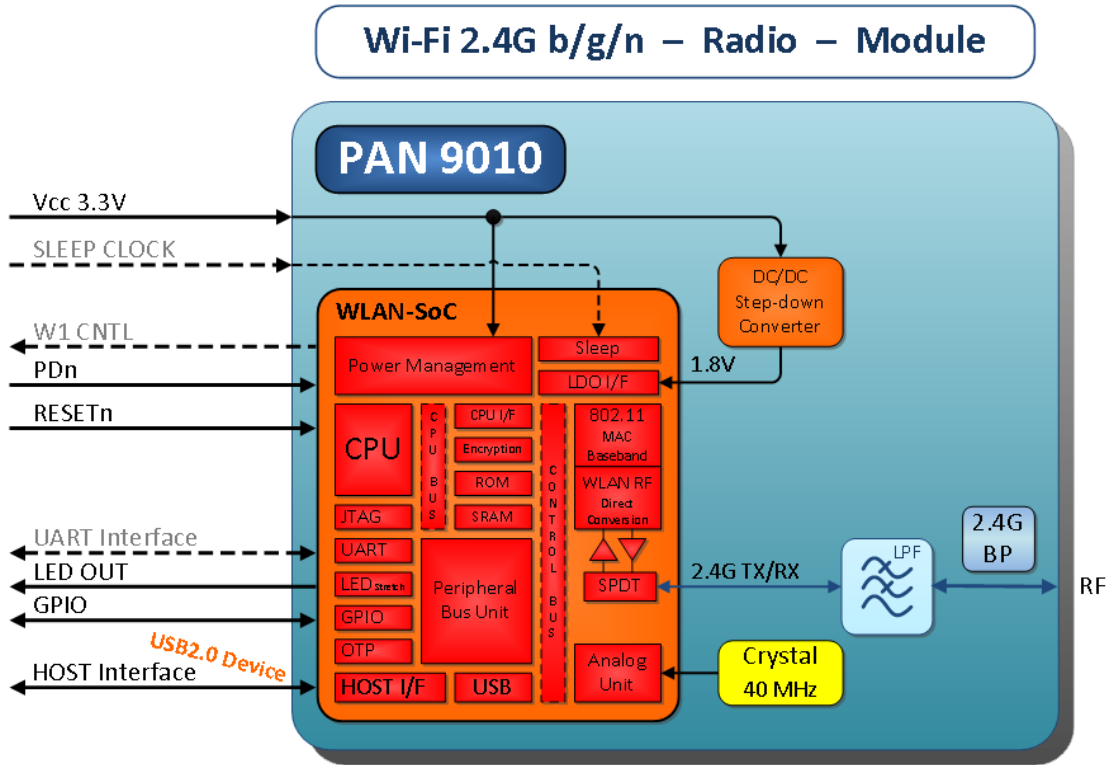 Wi-Fi 2.4G b/g/n – Radio – Module
PAN 9010
Vcc 3.3V
SLEEP CLOCK
W1 CNTL
PDn
RESETn
UART Interface
LED OUT
GPIO
USB2.0 Device
HOST Interface
DC/DC
Step-down
Converter
1.8V
WLAN-SoC
Power Management
Sleep
LDO I/F
CPU
CPU BUS
CPU I/F
Encryption
ROM
SRAM
CONTROL BUS
802.11
MAC
Baseband
WLAN RF
Direct
Conversion
SPDT
JTAG
UART
LED Stretch
GPIO
OTP
Peripheral
Bus Unit
HOST I/F
USB
Analog
Unit
2.4G TX/RX
LPF
2.4G
BP
RF
Crystal
40 MHz